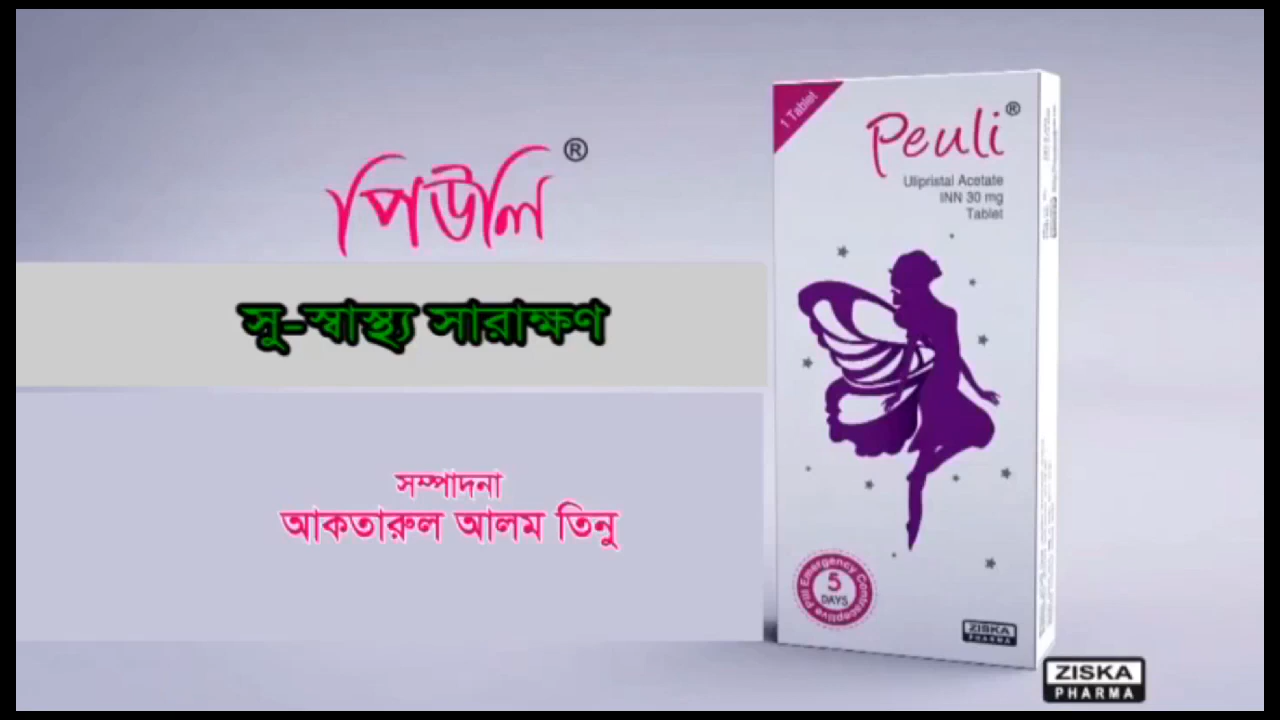 পিউলি®
সু-স্বাস্থ্য সারাক্ষণ
সম্পাদনা
আকতারুল আলম তিনু
1 Tablet
Peuli®
Ulipristal Acetate
INN 30 mg
Tablet
Emergency Contraceptive Pill
5
DAYS
ZISKA
PHARMA
ZISKA
PHARMA